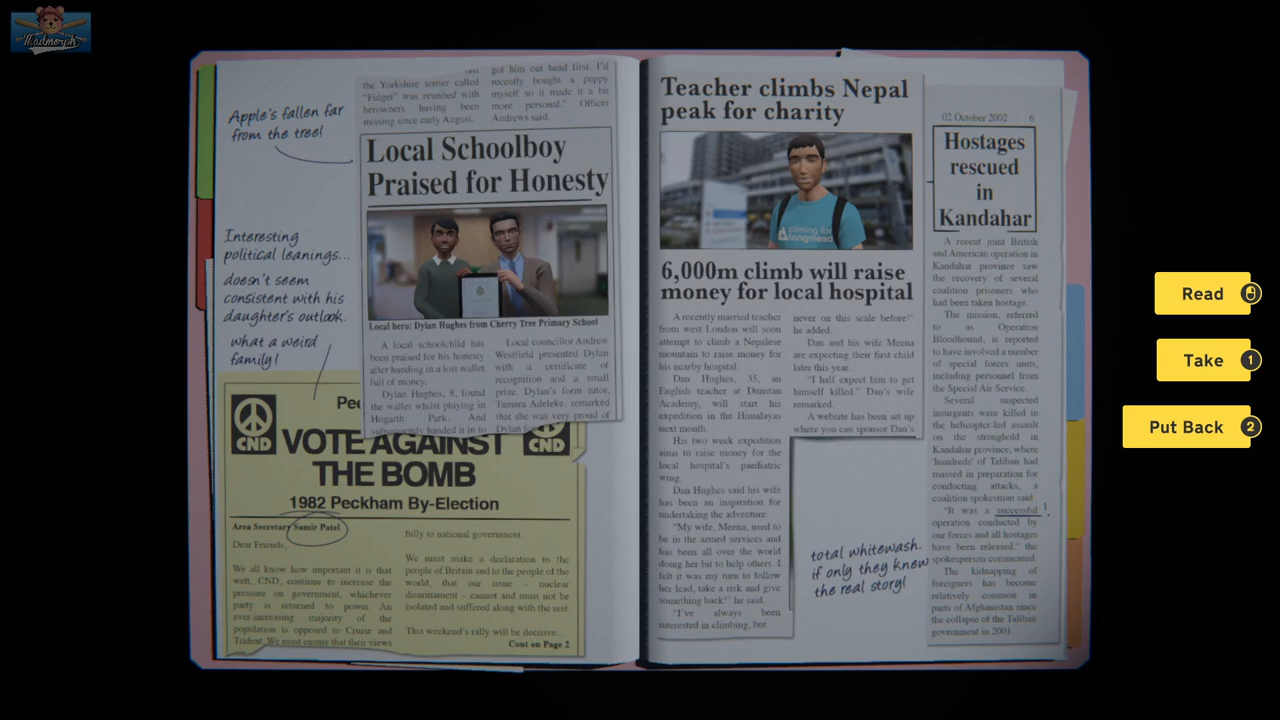 Madmorph
Apple's fallen far
from the tree!
Interesting
political leanings...
doesn't seem
consistent with his
daughter's outlook.
what a weird
family!
the Yorkshire terrier called
"Fidget" was reunited with
herowners having been
missing since early August.
got him out head first. I'd
recently bought a puppy
myself so it made it a bit
more personal." Officer
Andrews said.
Local Schoolboy
Praised for Honesty
Local hero: Dylan Hughes from Cherry Tree Primary School
A local schoolchild has
been praised for his honesty
after handing in a lost wallet
full of money.
Dylan Hughes, 8, found
the wallet whilst playing in
Hogarth Park. And
subsequently handed it in to
Local councillor Andrew
Westfield presented Dylan
with a certificate of
recognition and a small
prize. Dylan's form tutor,
Tamara Adeleke, remarked
that she was very proud of
Dylan
Pe
CND
VOTE AGAINST
THE BOMB
CND
1982 Peckham By-Election
Area Secretary Samir Patel
Dear Friends,
We all know how important it is that
wett, CND, continue to increase the
pressure on government, whichever
party is returned to power. An
ever-increasing majority of the
population is opposed to Cruise and
Trident. We must ensure that their views
fully to national government.
We must make a declaration to the
people of Britain and to the people of the
world, that our issue – nuclear
disarmament – cannot and must not be
isolated and suffered along with the rest.
This weekend's rally will be decisive...
Cont on Page 2
Teacher climbs Nepal
peak for charity
climing for
langmead
6,000m climb will raise
money for local hospital
A recently married teacher
from west London will soon
attempt to climb a Nepalese
mountain to raise money for
his nearby hospital.
Dan Hughes, 35, an
English teacher at Dunstan
Academy, will start his
expedition in the Himalayas
next month.
His two week expedition
aims to raise money for the
local hospital's paediatric
wing.
Dan Hughes said his wife
has been an inspiration for
undertaking the adventure.
"My wife, Meena, used to
be in the armed services and
has been all over the world
doing her bit to help others. I
felt it was my turn to follow
her lead, take a risk and give
something back!" he said.
"I've always been
interested in climbing, but
never on this scale before!"
he added.
Dan and his wife Meena
are expecting their first child
later this year.
"I half expect him to get
himself killed." Dan's wife
remarked.
A website has been set up
where you can sponsor Dan's
total whitewash.
if only they knew
the real story!
02 October 2002 6
Hostages
rescued
in
Kandahar
A recent joint British
and American operation in
Kandahar province saw
the recovery of several
coalition prisoners who
had been taken hostage.
The mission, referred
to as Operation
Bloodhound, is reported
to have involved a number
of special forces units,
including personnel from
the Special Air Service.
Several suspected
insurgents were killed in
the helicopter-led assault
on the stronghold in
Kandahar province, where
'hundreds' of Taliban had
massed in preparation for
conducting attacks, a
coalition spokesman said.
"It was a successful !
operation conducted by
our forces and all hostages
have been released." the
spokesperson commented.
The kidnapping of
foreigners has become
relatively common in
parts of Afghanistan since
the collapse of the Taliban
government in 2001.
Read
Take 1
Put Back 2